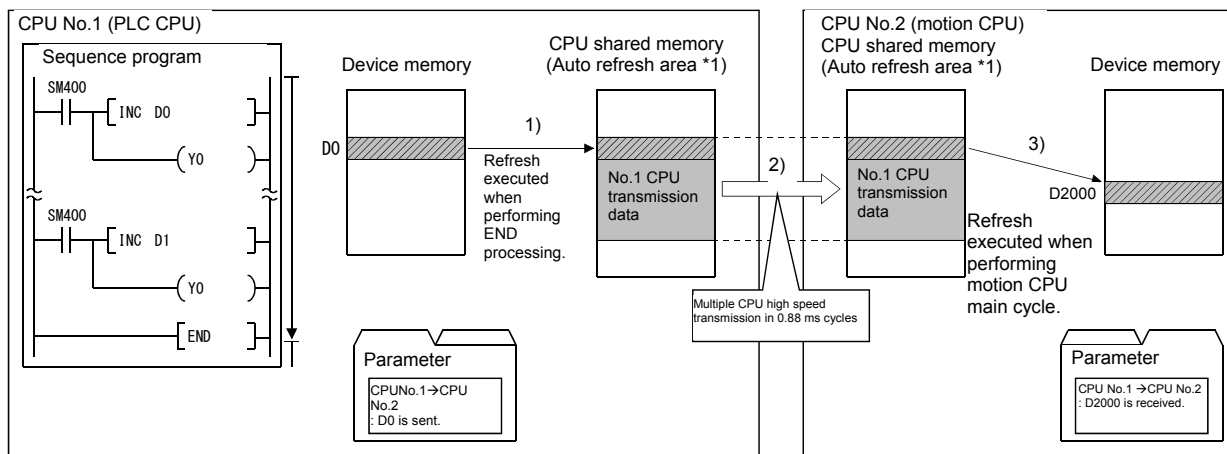 CPU No.1 (PLC CPU)
Sequence program
SM400
INC D0
Y0
SM400
INC D1
Y0
END
Device memory
D0
1)
Refresh
executed
when
performing
END
processing.
CPU shared memory
(Auto refresh area *1)
No.1 CPU
transmission
data
2)
Multiple CPU high speed
transmission in 0.88 ms cycles
Parameter
CPUNo.1→CPU
No.2
: D0 is sent.
CPU No.2 (motion CPU)
CPU shared memory
(Auto refresh area *1)
No.1 CPU
transmission
data
3)
Refresh
executed when
performing
motion CPU
main cycle.
Device memory
D2000
Parameter
CPU No.1 →CPU No.2
: D2000 is received.